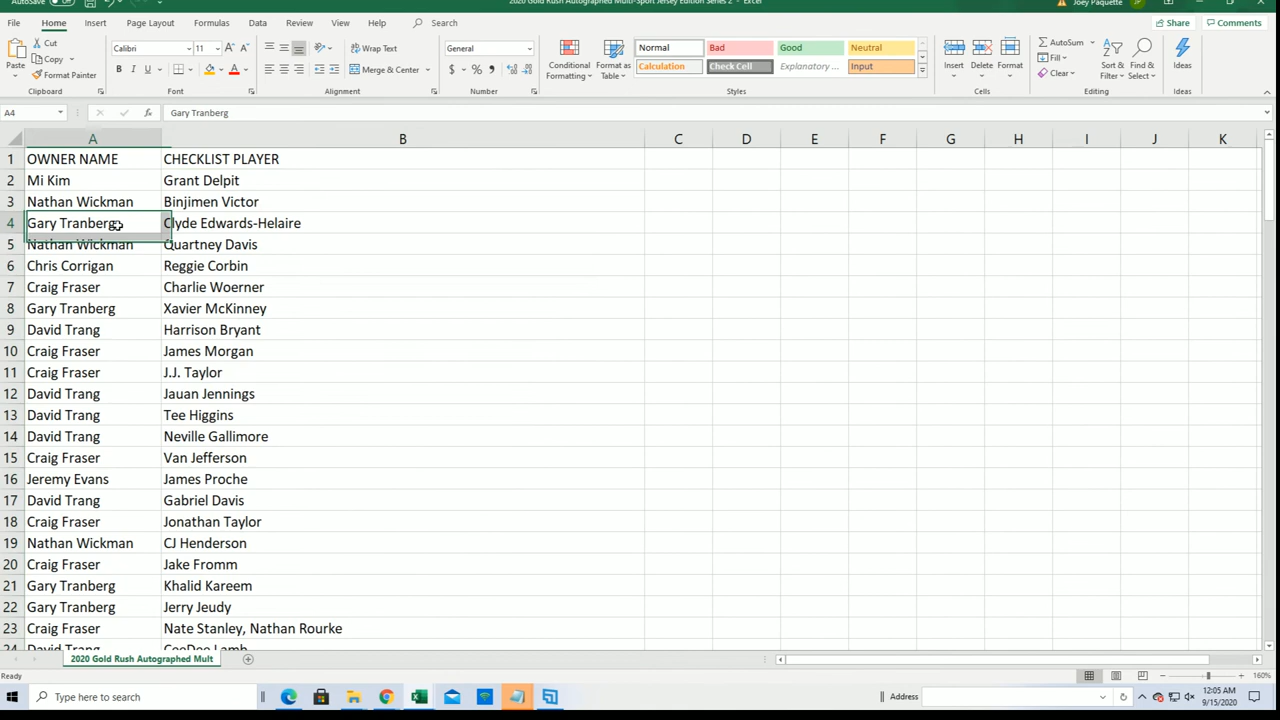 AutoSave
2020 Gold Rush Autographed Multi-Sport Jersey Edition Series 2 - Excel
Joey Paquette
JP
File Home Insert Page Layout Formulas Data Review View Help Search Share Comments
Paste Cut Copy Format Painter
Calibri 11 Wrap Text Merge & Center General
Conditional Formatting Format as Table
Normal Bad Good Neutral
Calculation Check Cell Explanatory ... Input
Insert Delete Format
AutoSum Fill Clear Sort & Filter Find & Select Ideas
Clipboard Font Alignment Number Styles Cells Editing Ideas
A4 Gary Tranberg
A B C D E F G H I J K
1 OWNER NAME CHECKLIST PLAYER
2 Mi Kim Grant Delpit
3 Nathan Wickman Binjimen Victor
4 Gary Tranberg Clyde Edwards-Helaire
5 Nathan Wickman Quartney Davis
6 Chris Corrigan Reggie Corbin
7 Craig Fraser Charlie Woerner
8 Gary Tranberg Xavier McKinney
9 David Trang Harrison Bryant
10 Craig Fraser James Morgan
11 Craig Fraser J.J. Taylor
12 David Trang Jauan Jennings
13 David Trang Tee Higgins
14 David Trang Neville Gallimore
15 Craig Fraser Van Jefferson
16 Jeremy Evans James Proche
17 David Trang Gabriel Davis
18 Craig Fraser Jonathan Taylor
19 Nathan Wickman CJ Henderson
20 Craig Fraser Jake Fromm
21 Gary Tranberg Khalid Kareem
22 Gary Tranberg Jerry Jeudy
23 Craig Fraser Nate Stanley, Nathan Rourke
24 David Trang CeeDee Lamb
2020 Gold Rush Autographed Mult
Ready 160%
Type here to search Address 12:05 AM
9/15/2020